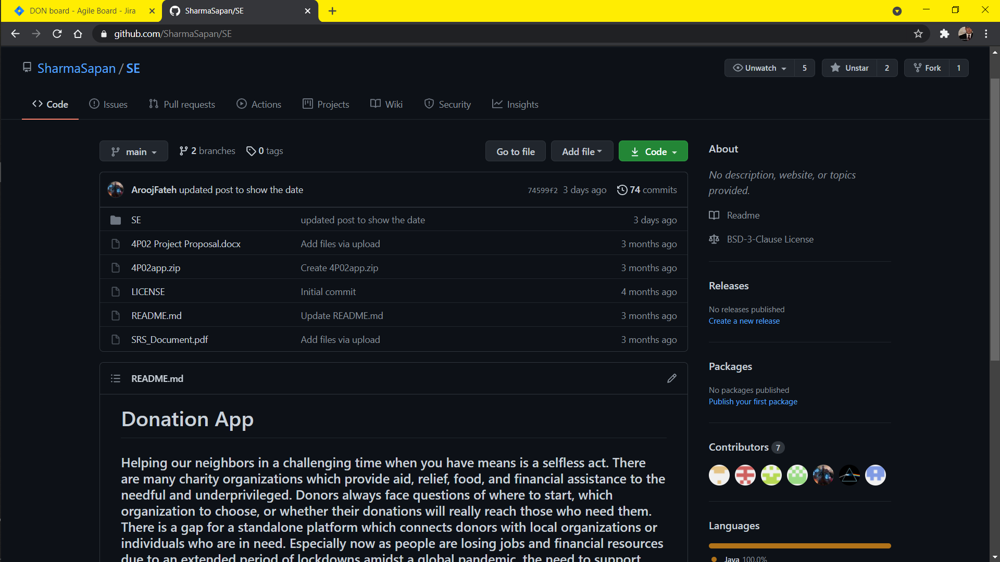 DON board - Agile Board - Jira
SharmaSapan/SE
github.com/SharmaSapan/SE
SharmaSapan / SE
Unwatch 5
Unstar 2
Fork 1
Code
Issues
Pull requests
Actions
Projects
Wiki
Security
Insights
main
2 branches
0 tags
Go to file
Add file
Code
AroojFateh updated post to show the date
74599f2 3 days ago
74 commits
SE updated post to show the date 3 days ago
4P02 Project Proposal.docx Add files via upload 3 months ago
4P02app.zip Create 4P02app.zip 3 months ago
LICENSE Initial commit 4 months ago
README.md Update README.md 3 months ago
SRS_Document.pdf Add files via upload 3 months ago
README.md
Donation App
Helping our neighbors in a challenging time when you have means is a selfless act. There
are many charity organizations which provide aid, relief, food, and financial assistance to the
needful and underprivileged. Donors always face questions of where to start, which
organization to choose, or whether their donations will really reach those who need them.
There is a gap for a standalone platform which connects donors with local organizations or
individuals who are in need. Especially now as people are losing jobs and financial resources
due to an extended period of lockdowns amidst a global pandemic, the need to support
About
No description, website, or topics
provided.
Readme
BSD-3-Clause License
Releases
No releases published
Create a new release
Packages
No packages published
Publish your first package
Contributors 7
Languages
Java 100.0%